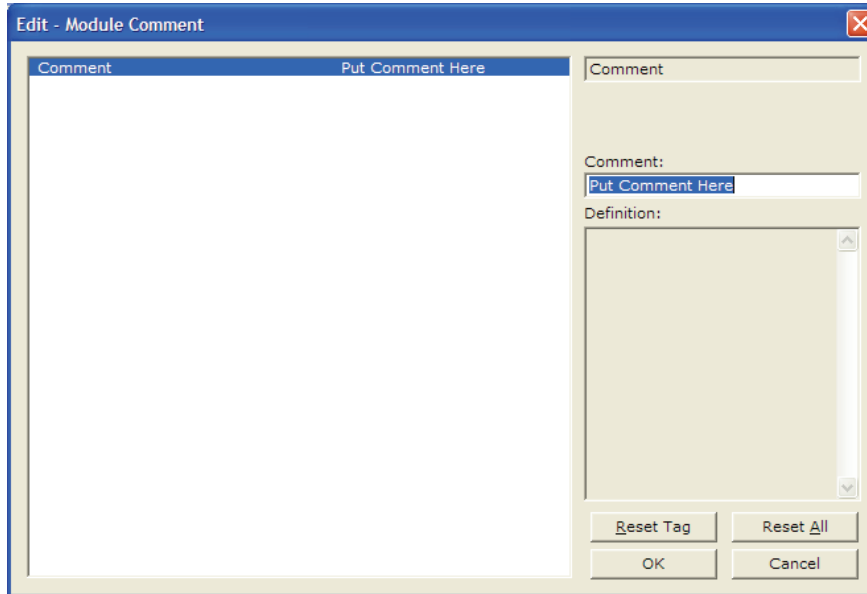 Edit - Module Comment
Comment Put Comment Here
Comment
Comment:
Put Comment Here
Definition:
Reset Tag Reset All
OK Cancel